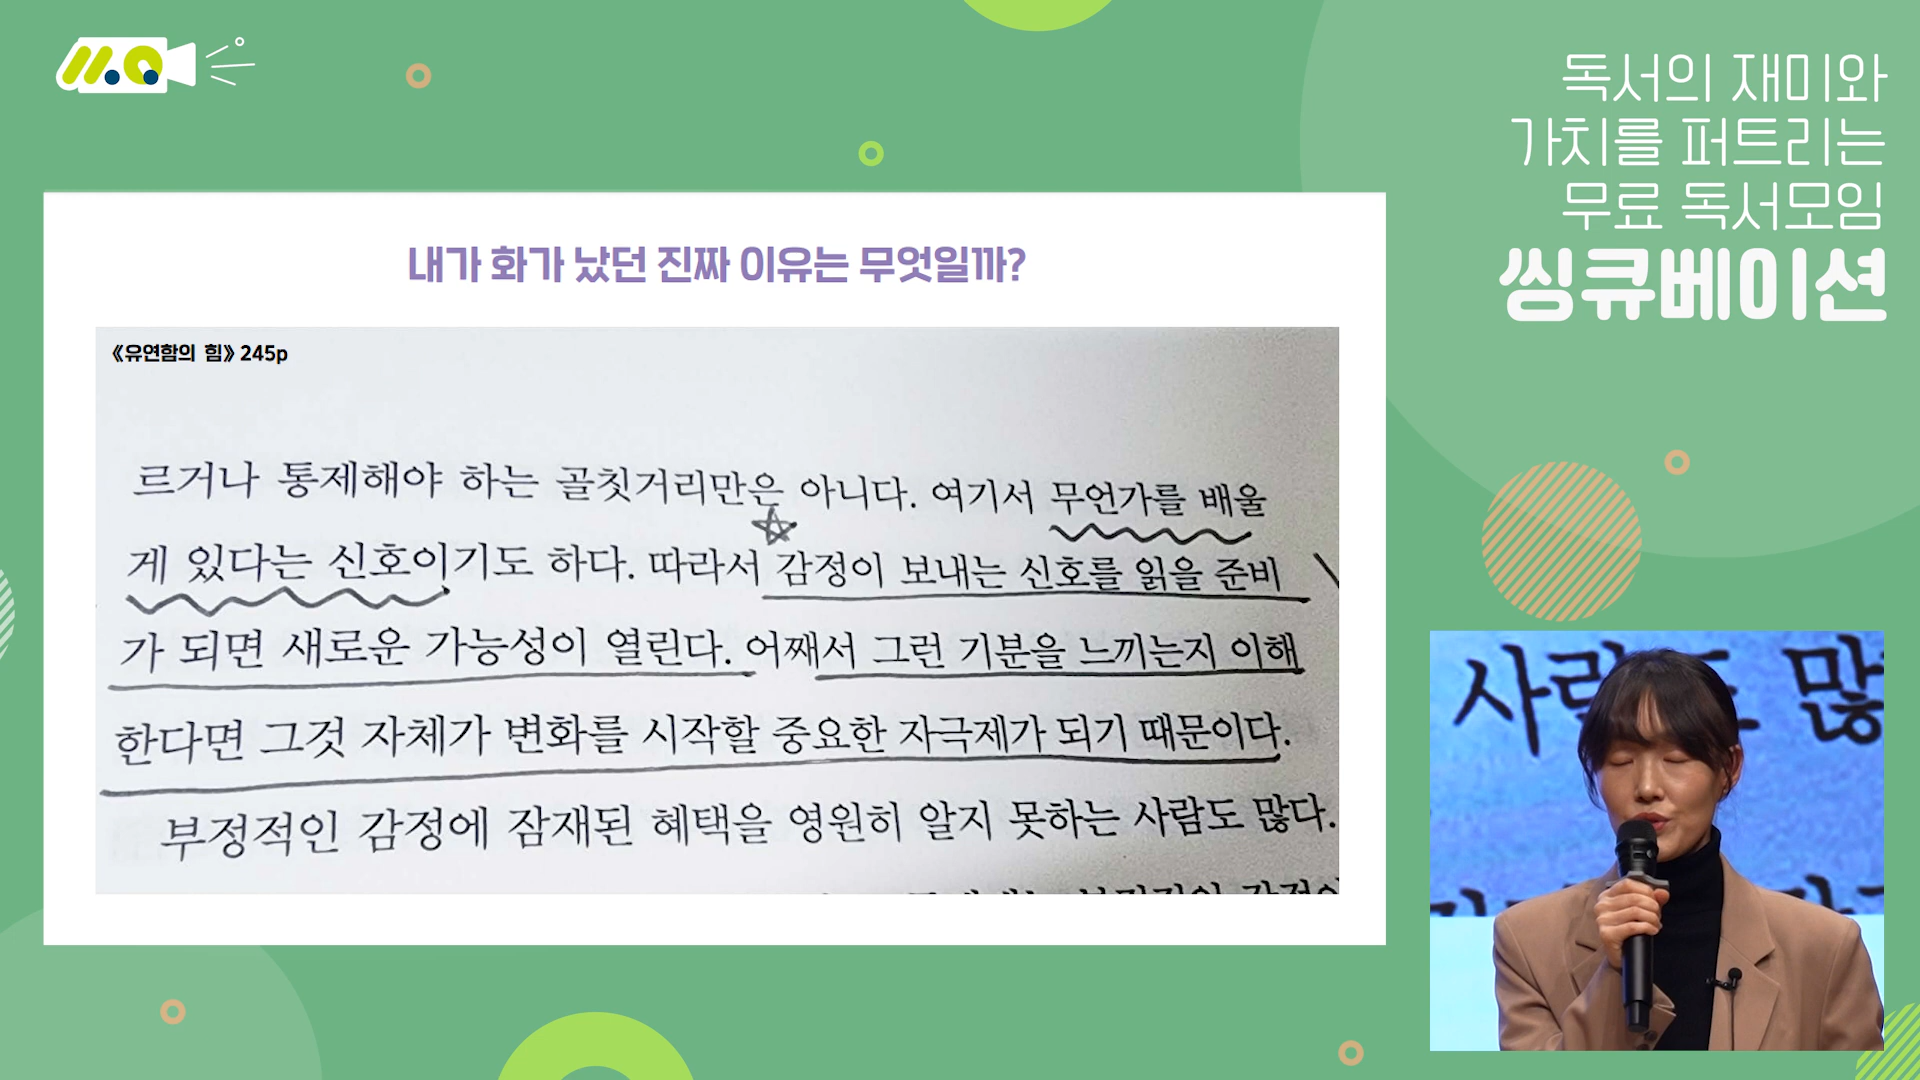 독서의 재미와
가치를 퍼트리는
무료 독서모임
씽큐베이션
내가 화가 났던 진짜 이유는 무엇일까?
《유연함의 힘》 245p
르거나 통제해야 하는 골칫거리만은 아니다. 여기서 무언가를 배울
게 있다는 신호이기도 하다. 따라서 감정이 보내는 신호를 읽을 준비
가 되면 새로운 가능성이 열린다. 어째서 그런 기분을 느끼는지 이해
한다면 그것 자체가 변화를 시작할 중요한 자극제가 되기 때문이다.
부정적인 감정에 잠재된 혜택을 영원히 알지 못하는 사람도 많다.
사람도 많